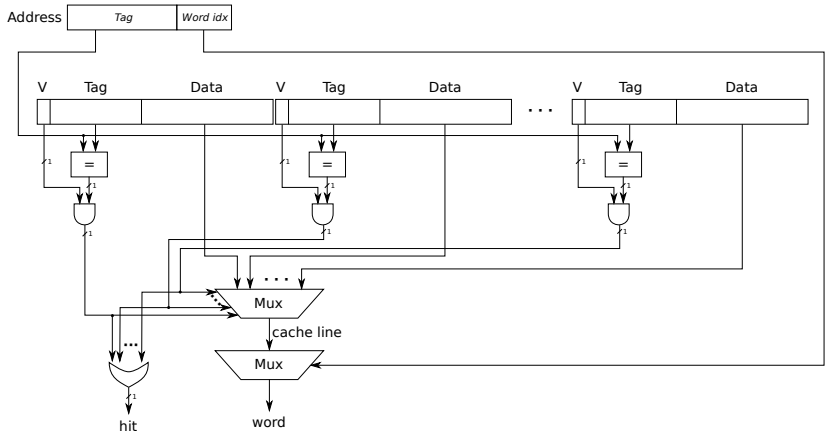 Address Tag Word idx
V Tag Data V Tag Data ... V Tag Data
1 = 1 1 = 1 1 = 1
1 1 1
...
Mux
...
...
cache line
Mux
1
hit
word